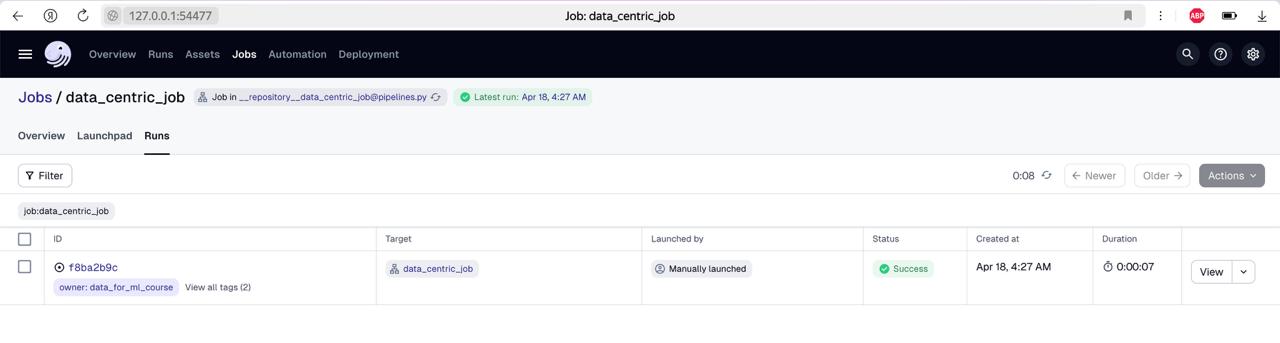 127.0.0.1:54477 Job: data_centric_job ABP
Overview Runs Assets Jobs Automation Deployment
Jobs / data_centric_job Job in __repository__data_centric_job@pipelines.py Latest run: Apr 18, 4:27 AM
Overview Launchpad Runs
Filter 0:08 ← Newer Older → Actions
job:data_centric_job
ID Target Launched by Status Created at Duration
f8ba2b9c data_centric_job Manually launched Success Apr 18, 4:27 AM 0:00:07 View
owner: data_for_ml_course View all tags (2)